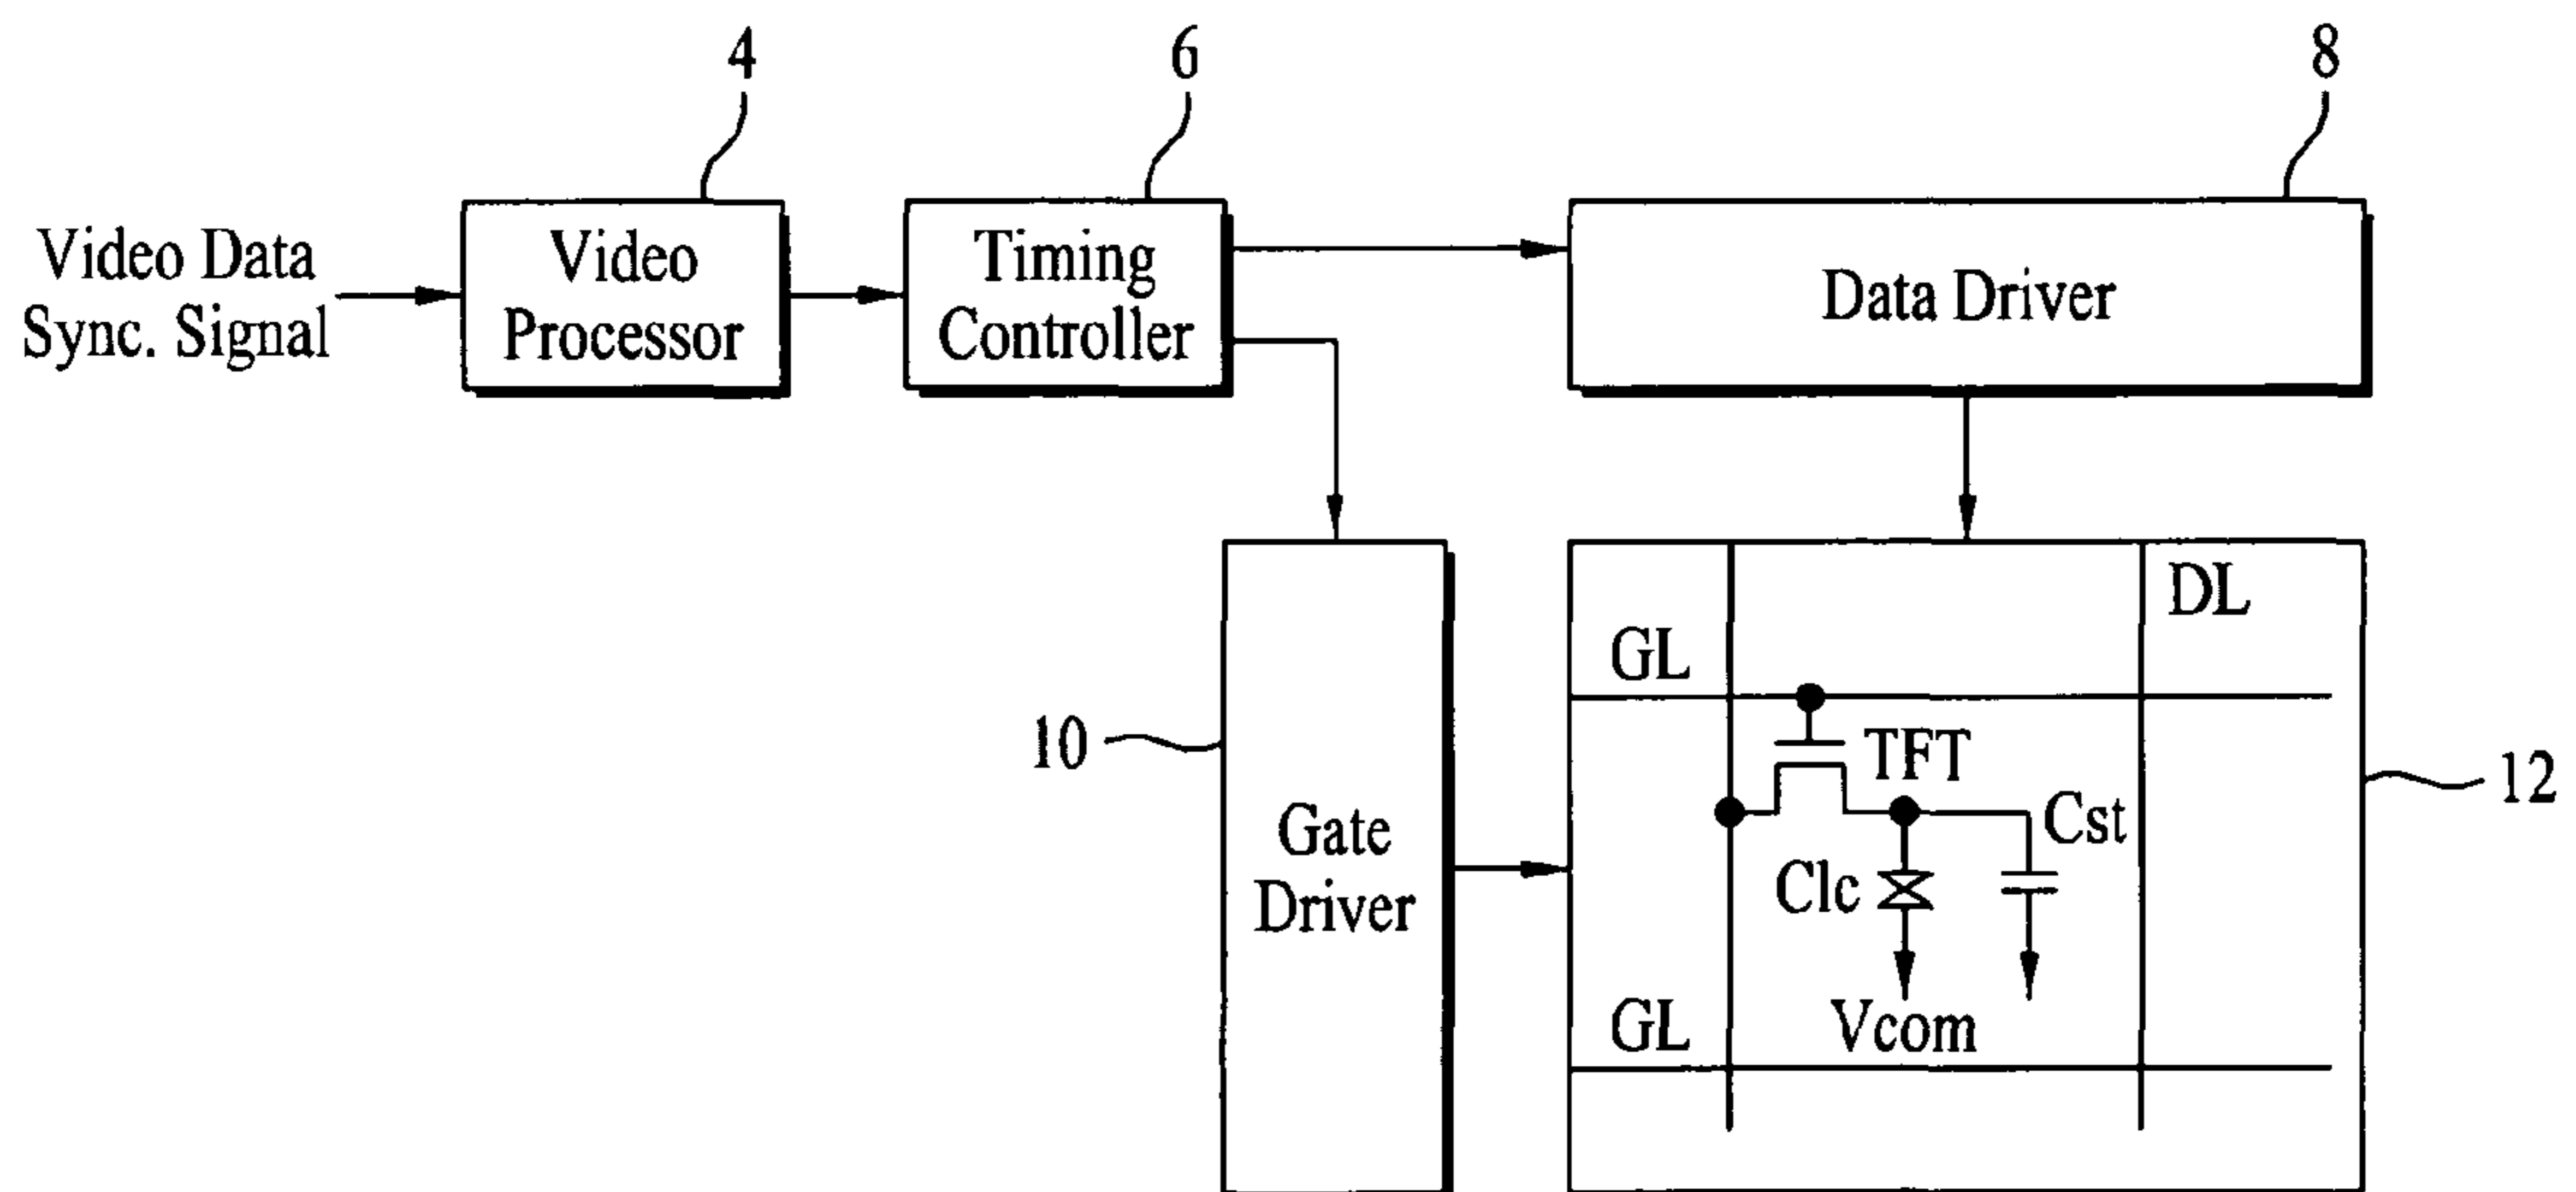 4
6
8
Video Data
Sync. Signal
Video
Processor
Timing
Controller
Data Driver
DL
GL
10
TFT
12
Cst
Gate
Driver
Clc
GL
Vcom